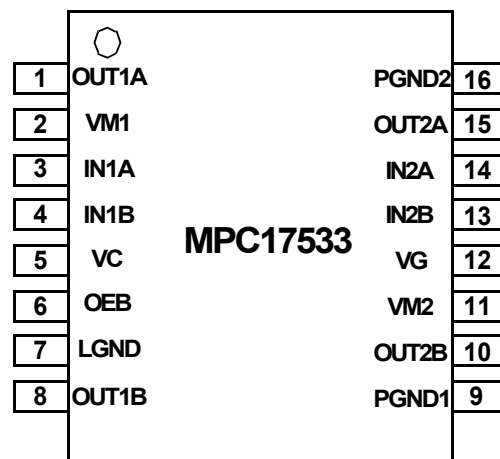 1 OUT1A PGND2 16
2 VM1 OUT2A 15
3 IN1A IN2A 14
4 IN1B IN2B 13
MPC17533
5 VC VG 12
6 OEB VM2 11
7 LGND OUT2B 10
8 OUT1B PGND1 9